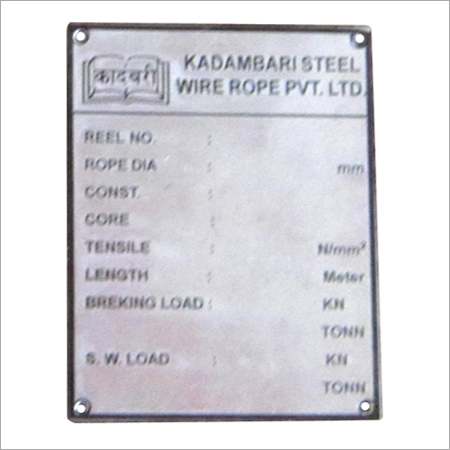 कादंबरी
KADAMBARI STEEL
WIRE ROPE PVT. LTD.
REEL NO. :
ROPE DIA : mm
CONST. :
CORE :
TENSILE : N/mm²
LENGTH : Meter
BREKING LOAD : KN
TONN
S. W. LOAD : KN
TONN